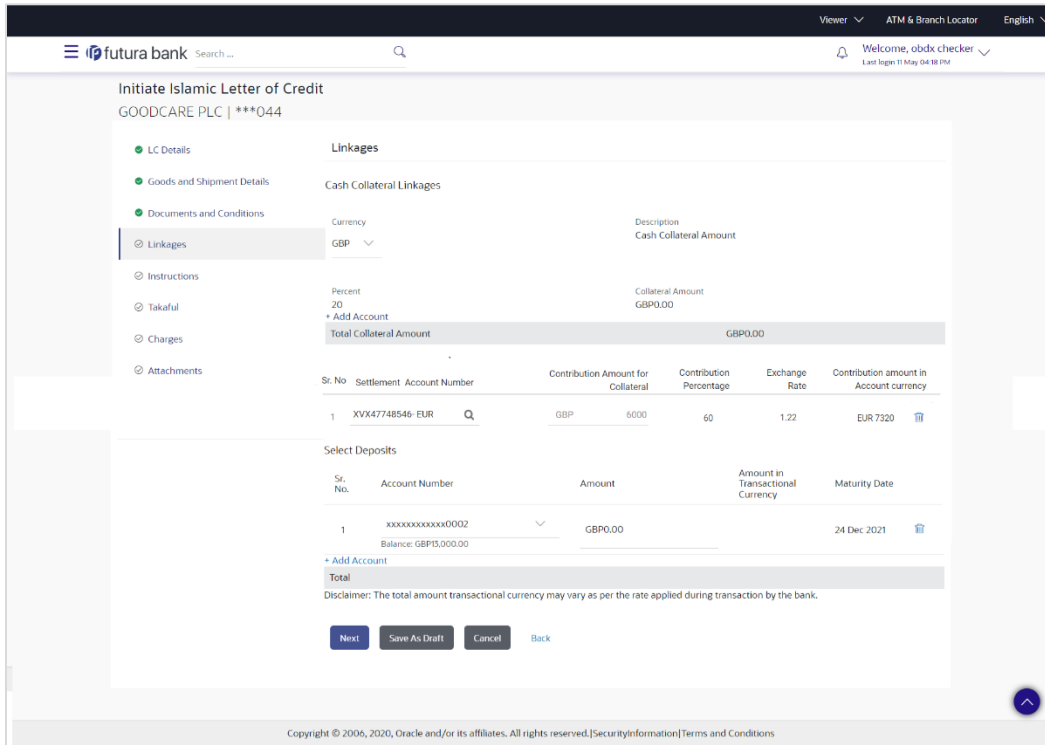 Viewer ATM & Branch Locator English
futura bank Search ... Welcome, obdx checker
Last login 11 May 04:18 PM
Initiate Islamic Letter of Credit
GOODCARE PLC | ***044
LC Details
Goods and Shipment Details
Documents and Conditions
Linkages
Instructions
Takaful
Charges
Attachments
Linkages
Cash Collateral Linkages
Currency Description
GBP Cash Collateral Amount
Percent Collateral Amount
20 GBP0.00
+ Add Account
Total Collateral Amount GBP0.00
Sr. No Settlement Account Number Contribution Amount for Collateral Contribution Percentage Exchange Rate Contribution amount in Account currency
1 XVX47748546- EUR GBP 6000 60 1.22 EUR 7320
Select Deposits
Sr. No. Account Number Amount Amount in Transactional Currency Maturity Date
1 xxxxxxxxxxxx0002 GBP0.00 24 Dec 2021
Balance: GBP13,000.00
+ Add Account
Total
Disclaimer: The total amount transactional currency may vary as per the rate applied during transaction by the bank.
Next Save As Draft Cancel Back
Copyright © 2006, 2020, Oracle and/or its affiliates. All rights reserved.|SecurityInformation|Terms and Conditions